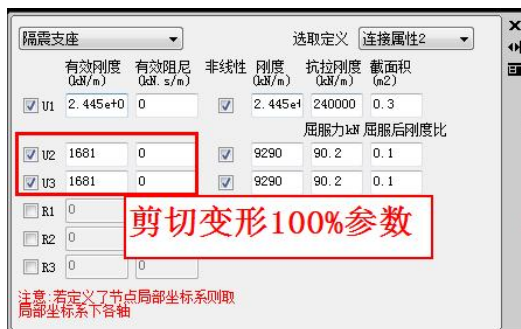 隔震支座 选取定义 连接属性2
有效刚度 有效阻尼 非线性 刚度 抗拉刚度 截面积
(kN/m) (kN.s/m) (kN/m) (kN/m) (m2)
U1 2.445e+0 0 2.445e+ 240000 0.3
屈服力kN 屈服后刚度比
U2 1681 0 9290 90.2 0.1
U3 1681 0 9290 90.2 0.1
R1 0
R2 0
R3 0 0
剪切变形100%参数
注意:若定义了节点局部坐标系则取
局部坐标系下各轴